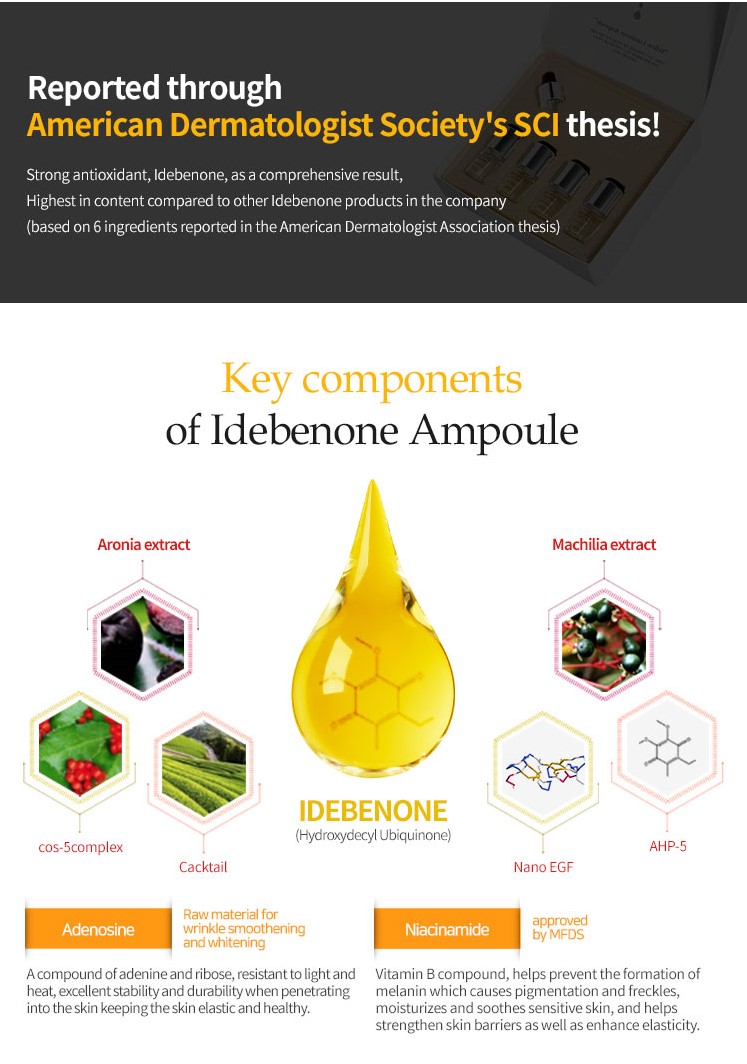 Reported through
American Dermatologist Society's SCI thesis!
Strong antioxidant, Idebenone, as a comprehensive result,
Highest in content compared to other Idebenone products in the company
(based on 6 ingredients reported in the American Dermatologist Association thesis)
Key components
of Idebenone Ampoule
Aronia extract
Machilia extract
cos-5complex
Cacktail
IDEBENONE
(Hydroxydecyl Ubiquinone)
Nano EGF
AHP-5
Adenosine
Raw material for
wrinkle smoothening
and whitening
A compound of adenine and ribose, resistant to light and
heat, excellent stability and durability when penetrating
into the skin keeping the skin elastic and healthy.
Niacinamide
approved
by MFDS
Vitamin B compound, helps prevent the formation of
melanin which causes pigmentation and freckles,
moisturizes and soothes sensitive skin, and helps
strengthen skin barriers as well as enhance elasticity.